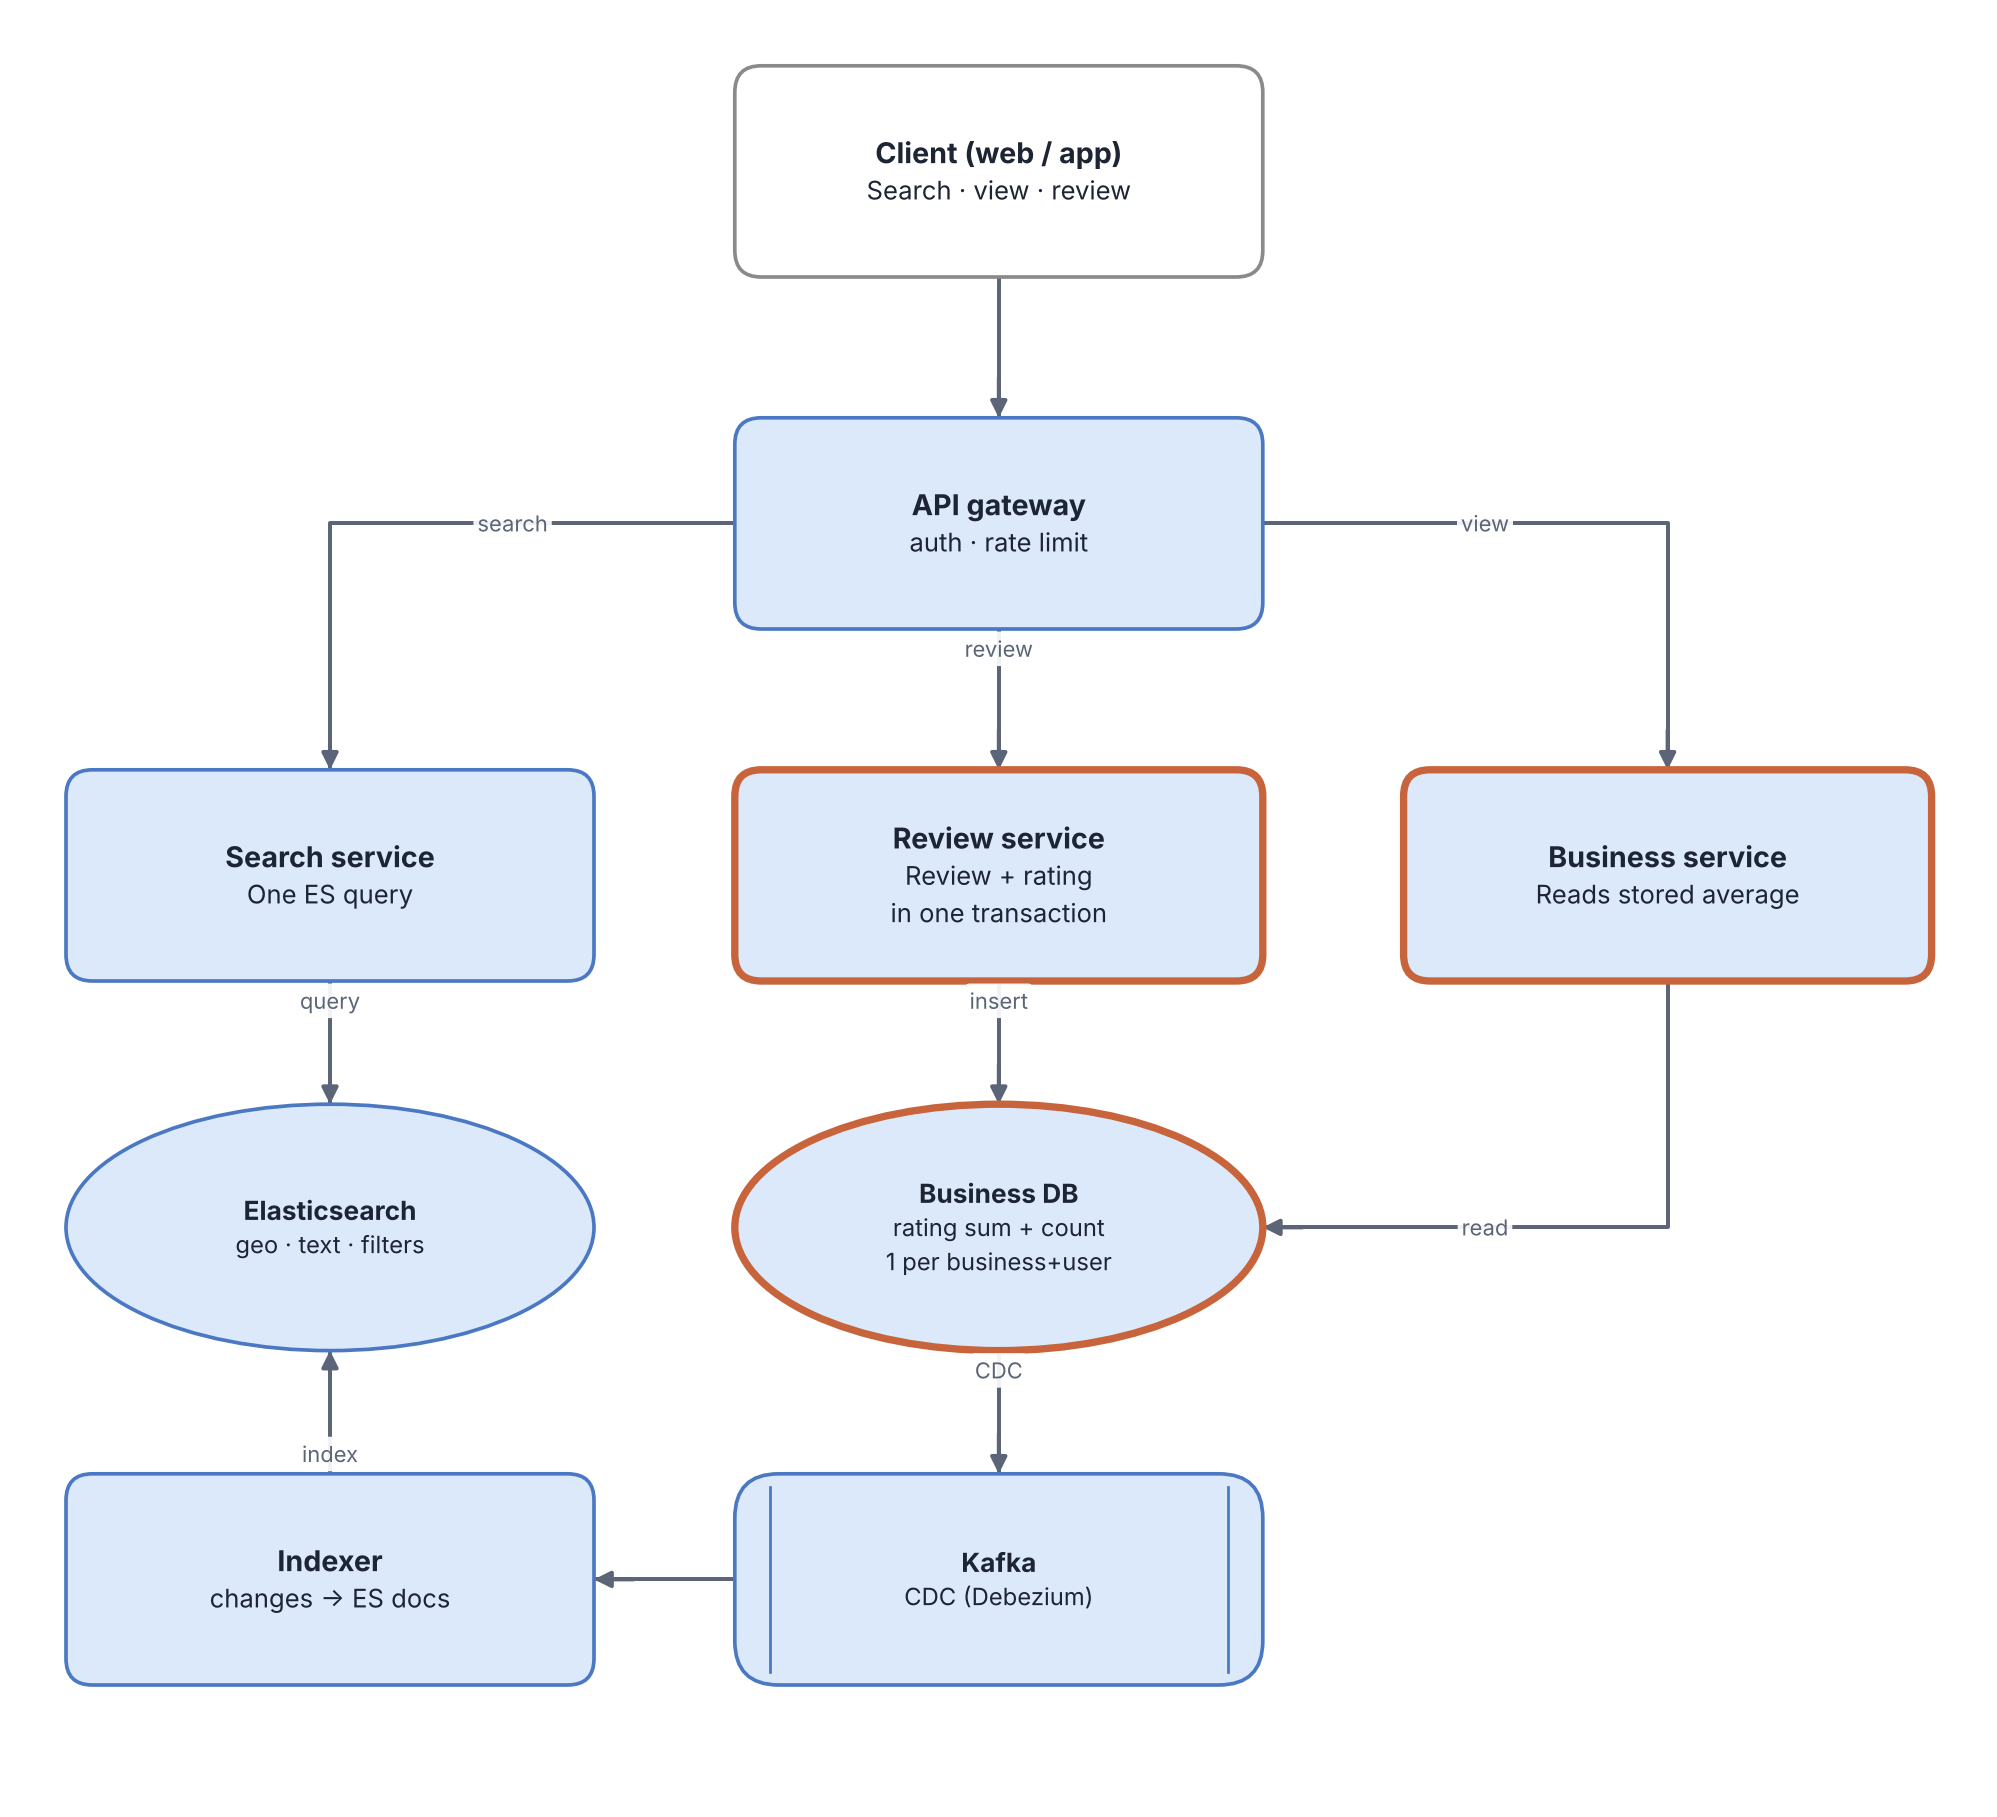 Client (web / app)
Search · view · review
API gateway
auth · rate limit
search
view
review
Search service
One ES query
Review service
Review + rating
in one transaction
Business service
Reads stored average
query
insert
Elasticsearch
geo · text · filters
Business DB
rating sum + count
1 per business+user
read
CDC
index
Indexer
changes → ES docs
Kafka
CDC (Debezium)